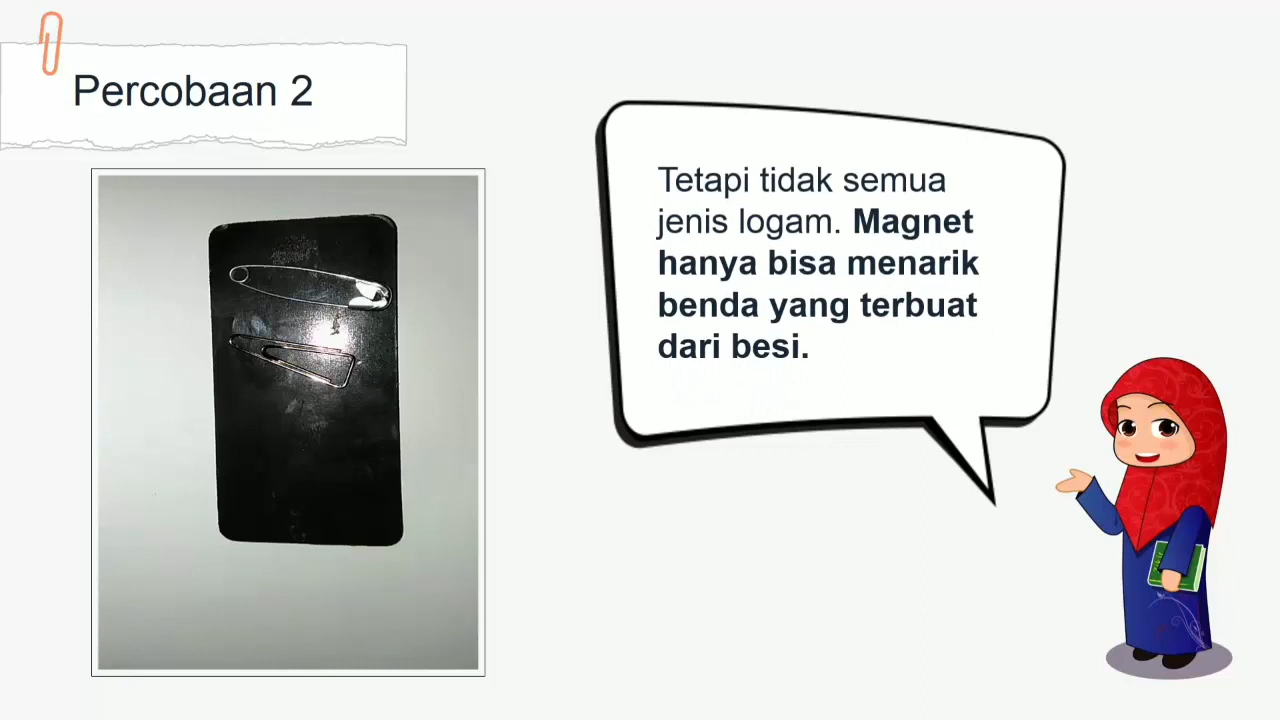 Percobaan 2
Tetapi tidak semua
jenis logam. Magnet
hanya bisa menarik
benda yang terbuat
dari besi.